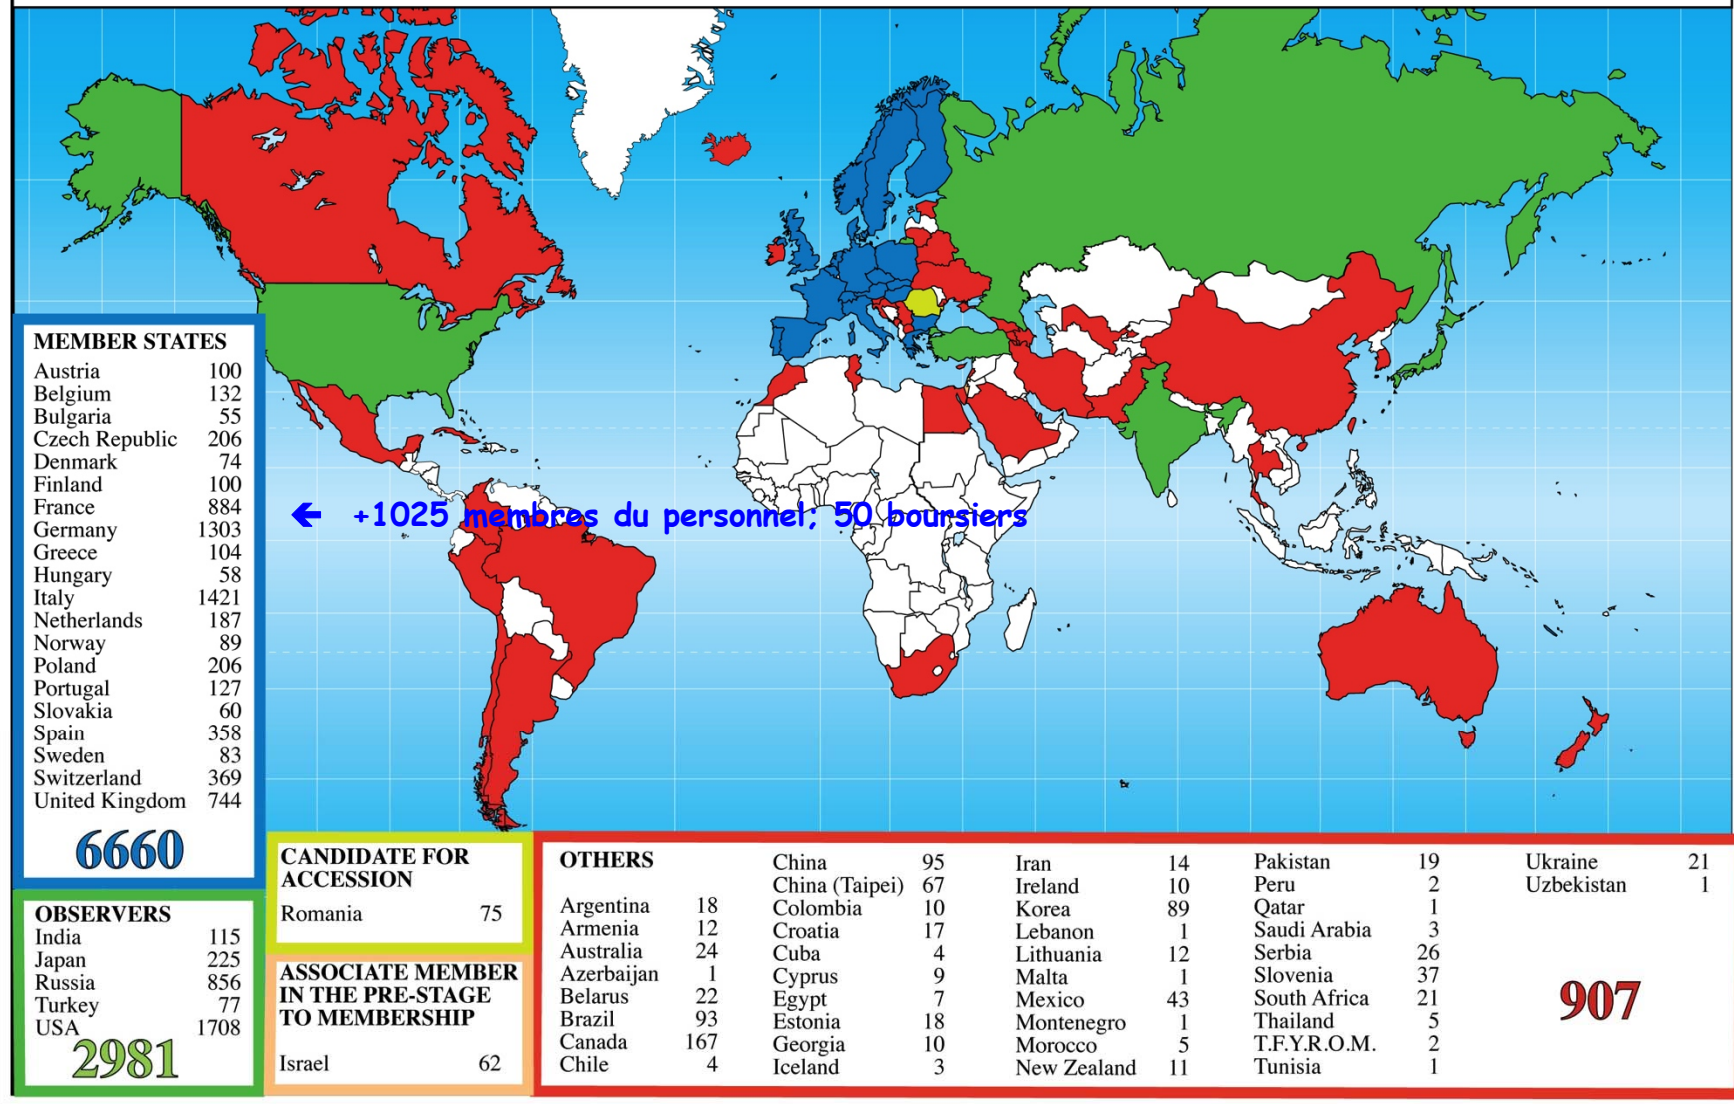 MEMBER STATES
Austria 100
Belgium 132
Bulgaria 55
Czech Republic 206
Denmark 74
Finland 100
France 884
Germany 1303
Greece 104
Hungary 58
Italy 1421
Netherlands 187
Norway 89
Poland 206
Portugal 127
Slovakia 60
Spain 358
Sweden 83
Switzerland 369
United Kingdom 744
6660
← +1025 membres du personnel; 50 boursiers
OBSERVERS
India 115
Japan 225
Russia 856
Turkey 77
USA 1708
2981
CANDIDATE FOR
ACCESSION
Romania 75
ASSOCIATE MEMBER
IN THE PRE-STAGE
TO MEMBERSHIP
Israel 62
OTHERS
Argentina 18
Armenia 12
Australia 24
Azerbaijan 1
Belarus 22
Brazil 93
Canada 167
Chile 4
China 95
China (Taipei) 67
Colombia 10
Croatia 17
Cuba 4
Cyprus 9
Egypt 7
Estonia 18
Georgia 10
Iceland 3
Iran 14
Ireland 10
Korea 89
Lebanon 1
Lithuania 12
Malta 1
Mexico 43
Montenegro 1
Morocco 5
New Zealand 11
Pakistan 19
Peru 2
Qatar 1
Saudi Arabia 3
Serbia 26
Slovenia 37
South Africa 21
Thailand 5
T.F.Y.R.O.M. 2
Tunisia 1
Ukraine 21
Uzbekistan 1
907